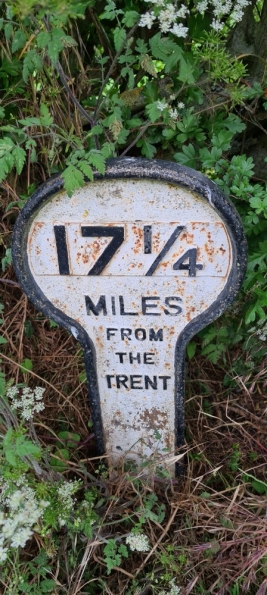 17 1/4
MILES
FROM
THE
TRENT